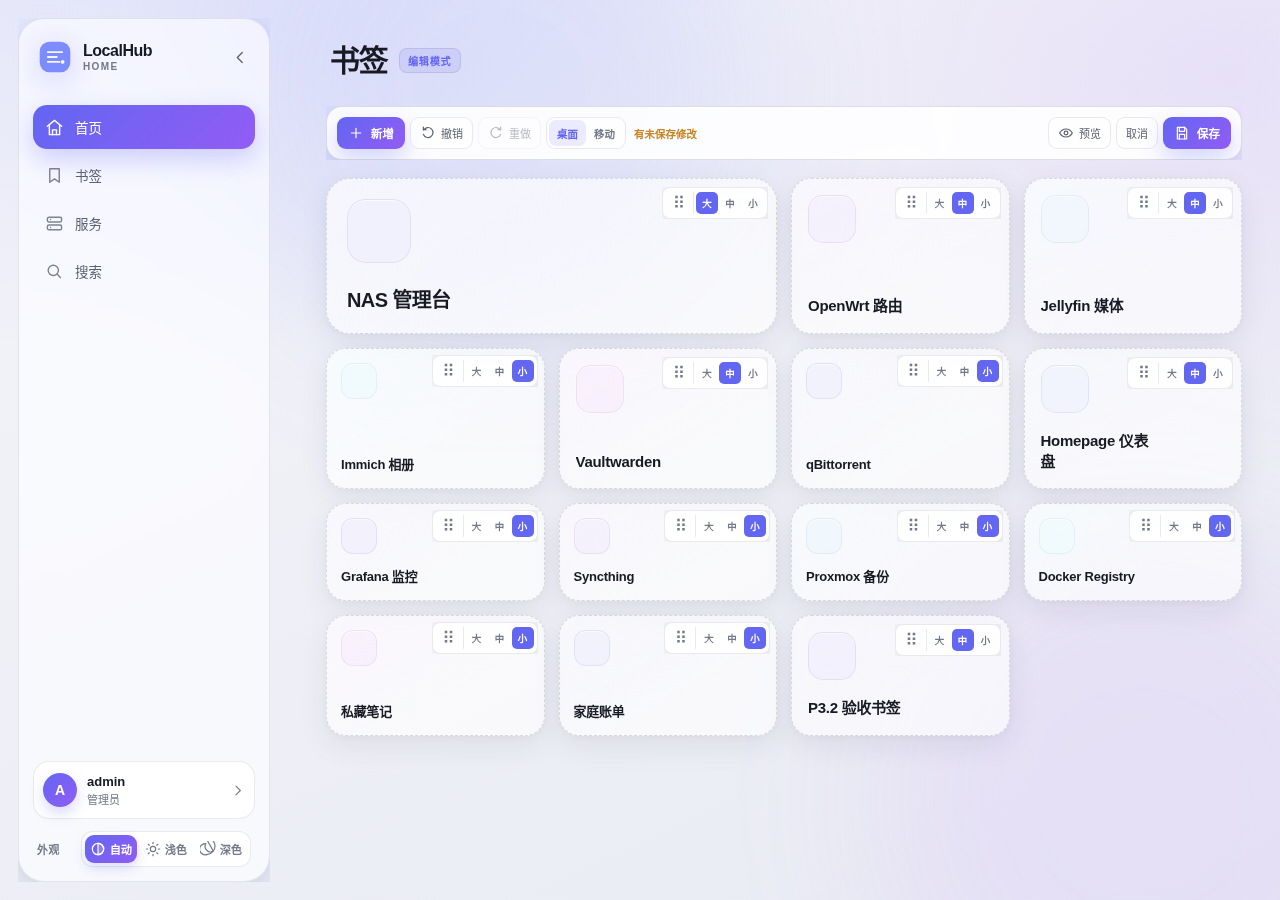 LocalHub
HOME
首页
书签
服务
搜索
admin
管理员
A
外观
自动
浅色
深色
书签
编辑模式
新增
撤销
重做
桌面
移动
有未保存修改
预览
取消
保存
大 中 小
NAS 管理台
大 中 小
OpenWrt 路由
大 中 小
Jellyfin 媒体
大 中 小
Immich 相册
大 中 小
Vaultwarden
大 中 小
qBittorrent
大 中 小
Homepage 仪表
盘
大 中 小
Grafana 监控
大 中 小
Syncthing
大 中 小
Proxmox 备份
大 中 小
Docker Registry
大 中 小
私藏笔记
大 中 小
家庭账单
大 中 小
P3.2 验收书签